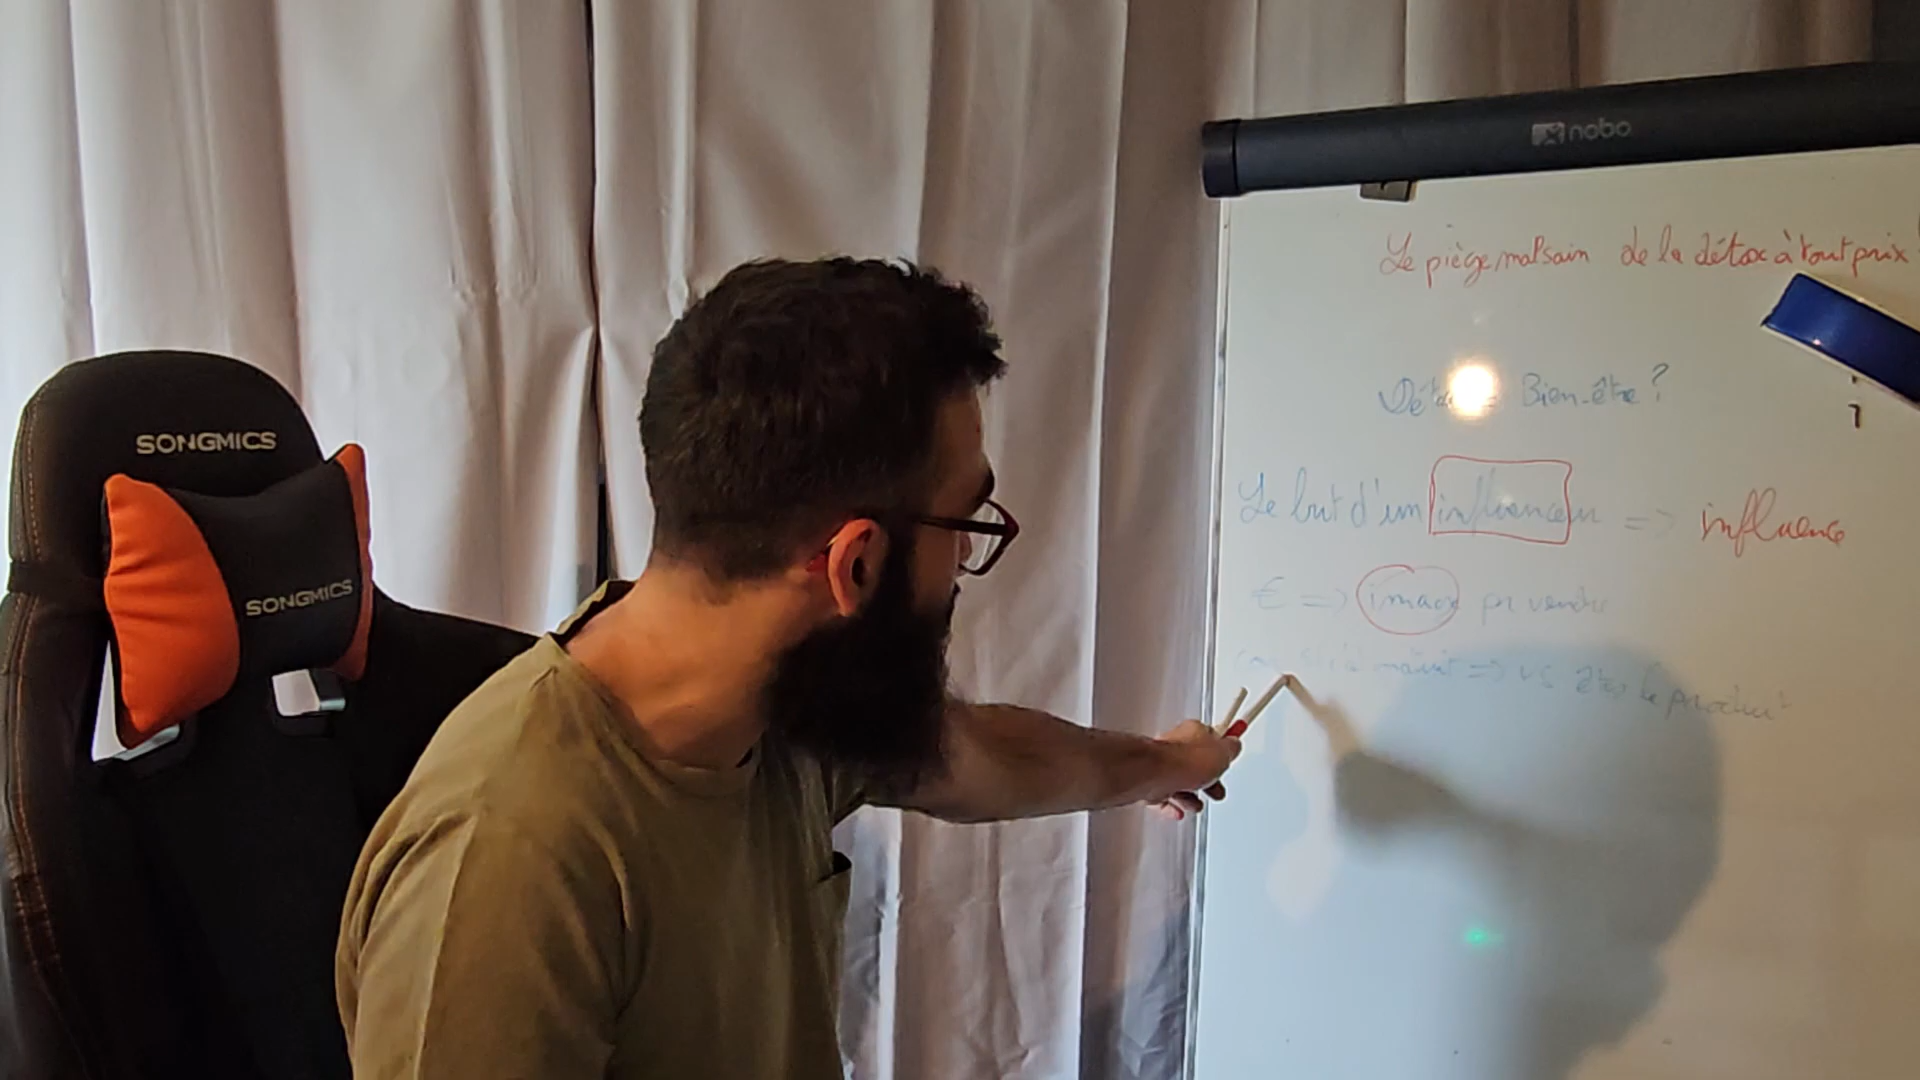 nobo
Le piège malsain de la détox à tout prix
Détox = Bien-être ?
Le but d'un influenceur => influence
€ => image pr vendre
=> vs êtes le produit
SONGMICS
SONGMICS